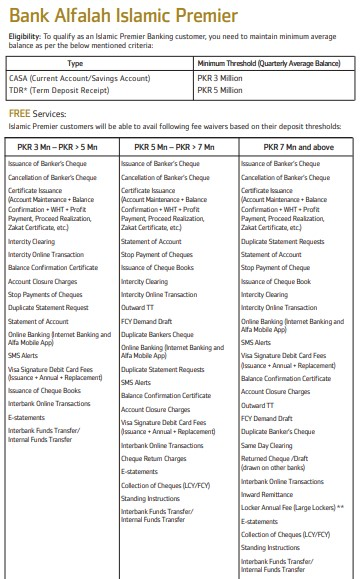 Bank Alfalah Islamic Premier
Eligibility: To qualify as an Islamic Premier Banking customer, you need to maintain minimum average
balance as per the below mentioned criteria:
Type
Minimum Threshold (Quarterly Average Balance)
CASA (Current Account/Savings Account)
PKR 3 Million
TDR* (Term Deposit Receipt)
PKR 5 Million
FREE Services:
Islamic Premier customers will be able to avail following fee waivers based on their deposit thresholds:
PKR 3 Mn – PKR > 5 Mn
Issuance of Banker's Cheque
Cancellation of Banker's Cheque
Certificate Issuance
(Account Maintenance + Balance
Confirmation + WHT + Profit
Payment, Proceed Realization,
Zakat Certificate, etc.)
Intercity Clearing
Intercity Online Transaction
Balance Confirmation Certificate
Account Closure Charges
Stop Payments of Cheques
Duplicate Statement Request
Statement of Account
Online Banking (Internet Banking and
Alfa Mobile App)
SMS Alerts
Visa Signature Debit Card Fees
(Issuance + Annual + Replacement)
Issuance of Cheque Books
Interbank Online Transactions
E-statements
Interbank Funds Transfer/
Internal Funds Transfer
PKR 5 Mn – PKR > 7 Mn
Issuance of Banker's Cheque
Cancellation of Banker's Cheque
Certificate Issuance
(Account Maintenance + Balance
Confirmation + WHT + Profit
Payment, Proceed Realization,
Zakat Certificate, etc.)
Statement of Account
Stop Payment of Cheques
Issuance of Cheque Books
Intercity Clearing
Intercity Online Transaction
Outward TT
FCY Demand Draft
Duplicate Bankers Cheque
Online Banking (Internet Banking and
Alfa Mobile App)
Duplicate Statement Requests
SMS Alerts
Balance Confirmation Certificate
Account Closure Charges
Visa Signature Debit Card Fees
(Issuance + Annual + Replacement)
Interbank Online Transactions
Cheque Return Charges
E-statements
Collection of Cheques (LCY/FCY)
Standing Instructions
Interbank Funds Transfer/
Internal Funds Transfer
PKR 7 Mn and above
Issuance of Banker's Cheque
Cancellation of Banker's Cheque
Certificate Issuance
(Account Maintenance + Balance
Confirmation + WHT + Profit
Payment, Proceed Realization,
Zakat Certificate, etc.)
Duplicate Statement Requests
Statement of Account
Stop Payment of Cheque
Issuance of Cheque Book
Intercity Clearing
Intercity Online Transaction
Online Banking (Internet Banking and
Alfa Mobile App)
SMS Alerts
Visa Signature Debit Card Fees
(Issuance + Annual + Replacement)
Balance Confirmation Certificate
Account Closure Charges
Outward TT
FCY Demand Draft
Duplicate Banker's Cheque
Same Day Clearing
Returned Cheque /Draft
(drawn on other banks)
Interbank Online Transactions
Inward Remittance
Locker Annual Fee (Large Lockers) **
E-statements
Collection of Cheques (LCY/FCY)
Standing Instructions
Interbank Funds Transfer/
Internal Funds Transfer